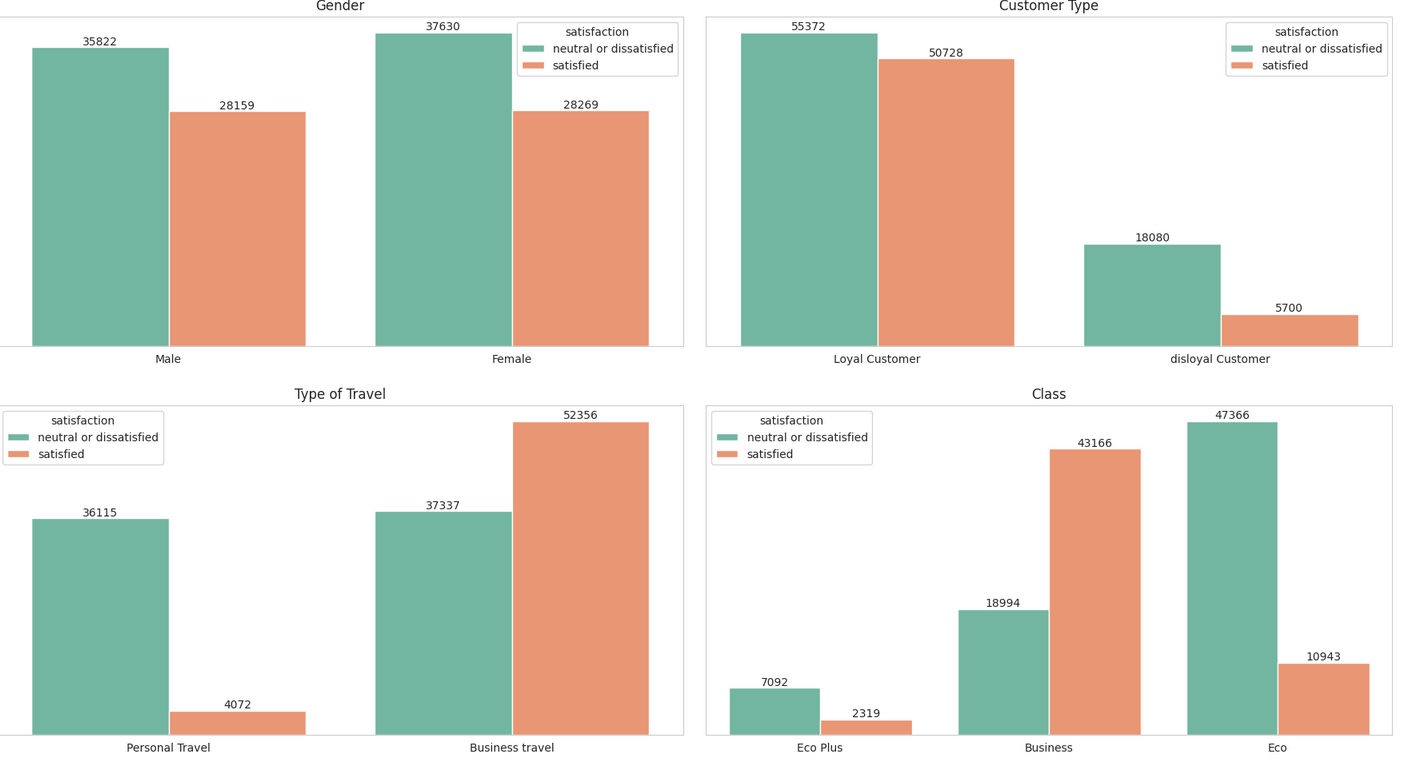 Gender
37630
35822
satisfaction
neutral or dissatisfied
satisfied
28159
28269
Male
Female
Customer Type
55372
50728
satisfaction
neutral or dissatisfied
satisfied
18080
5700
Loyal Customer
disloyal Customer
Type of Travel
satisfaction
neutral or dissatisfied
satisfied
52356
36115
37337
4072
Personal Travel
Business travel
Class
satisfaction
neutral or dissatisfied
satisfied
47366
43166
18994
10943
7092
2319
Eco Plus
Business
Eco